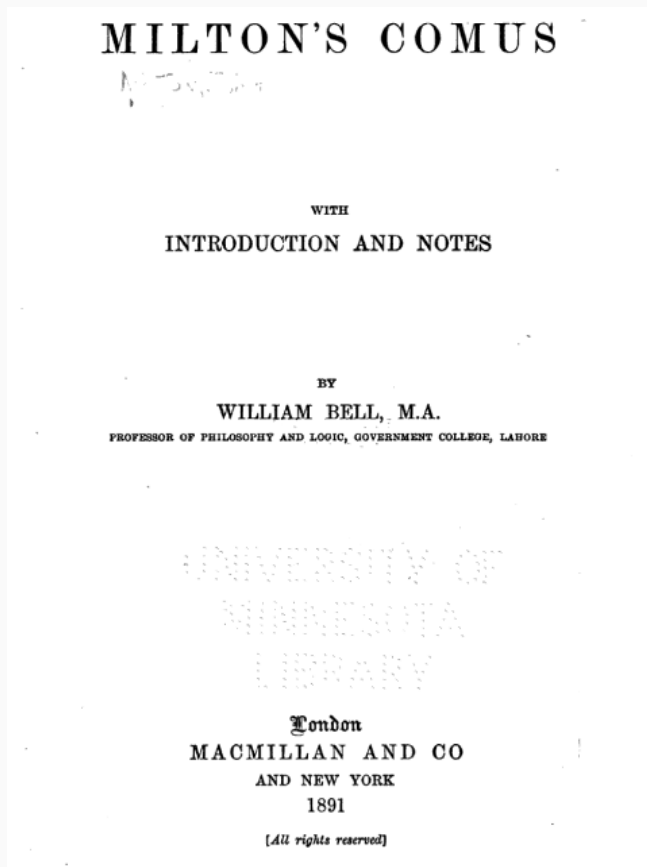 MILTON'S COMUS
WITH
INTRODUCTION AND NOTES
BY
WILLIAM BELL, M.A.
PROFESSOR OF PHILOSOPHY AND LOGIC, GOVERNMENT COLLEGE, LAHORE
UNIVERSITY OF
MINNESOTA
LIBRARY
London
MACMILLAN AND CO
AND NEW YORK
1891
[All rights reserved]